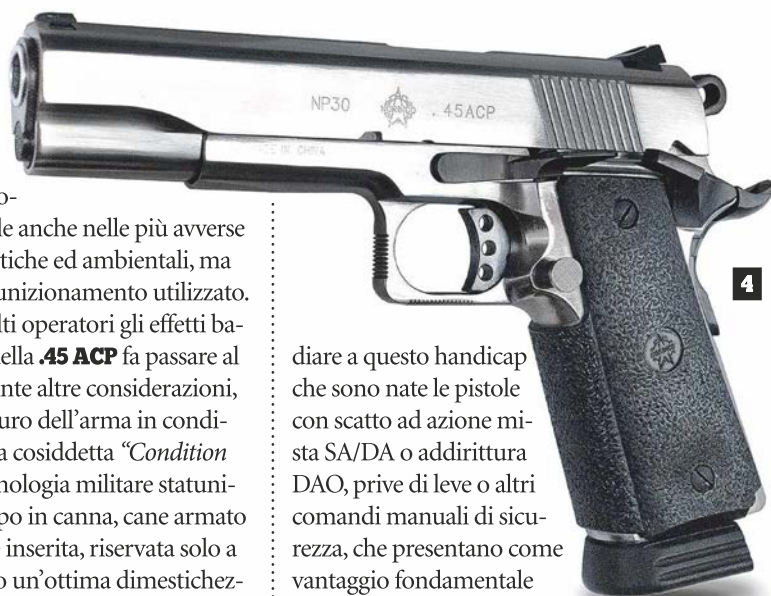 NP30
.45ACP
MADE IN CHINA
4
o-
le anche nelle più avverse
tiche ed ambientali, ma
unizionamento utilizzato.
lti operatori gli effetti ba-
nella .45 ACP fa passare al
nte altre considerazioni,
uro dell'arma in condi-
a cosiddetta “Condition
nologia militare statuni-
po in canna, cane armato
inserita, riservata solo a
o un'ottima dimestichez-
diare a questo handicap
che sono nate le pistole
con scatto ad azione mi-
sta SA/DA o addirittura
DAO, prive di leve o altri
comandi manuali di sicu-
rezza, che presentano come
vantaggio fondamentale